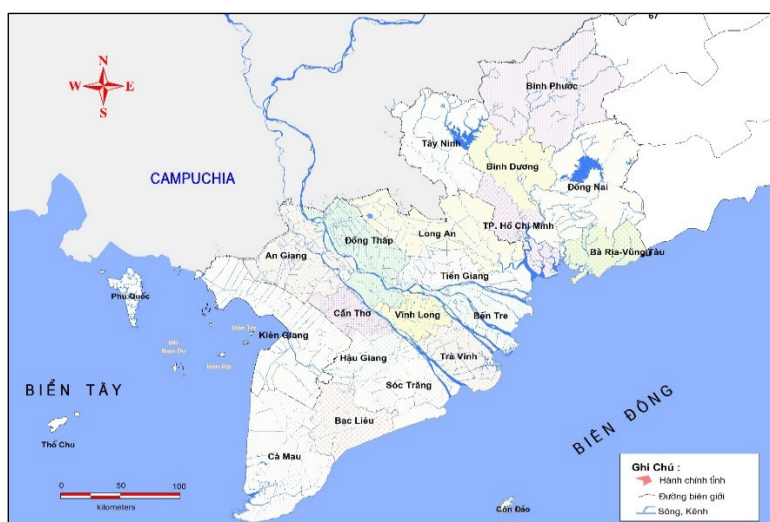 67
N
W E
S
Bình Phước
Tây Ninh
CAMPUCHIA
Bình Dương
Đồng Nai
TP. Hồ Chí Minh
Long An
Đồng Tháp
Bà Rịa-Vũng Tàu
An Giang
Tiền Giang
Phú Quốc
Cần Thơ
Vĩnh Long
Bến Tre
Hòn Tre
Kiên Giang
Hậu Giang
Trà Vinh
Sóc Trăng
BIỂN TÂY
BIỂN ĐÔNG
Bạc Liêu
Thổ Chu
Cà Mau
Côn Đảo
0 50 100
kilometers
Ghi Chú :
Hành chính tỉnh
Đường biên giới
Sông, Kênh